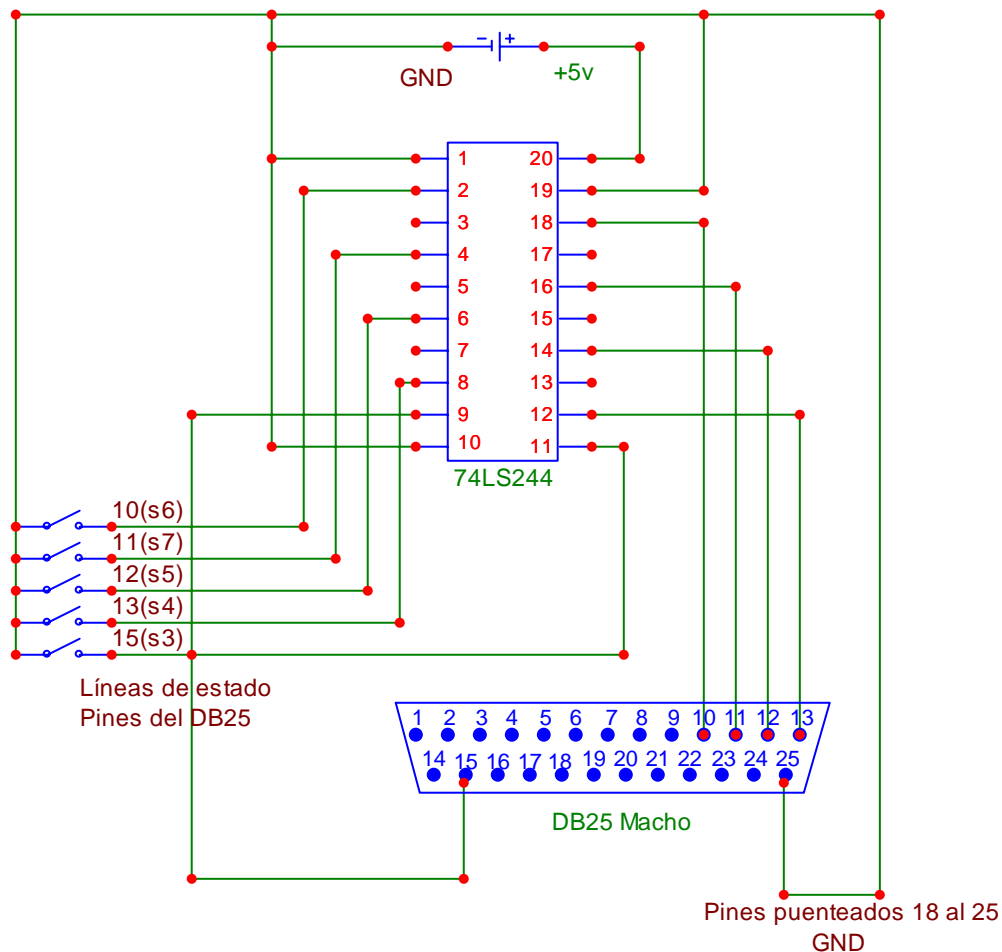 − +
GND
+5v
1 20
2 19
3 18
4 17
5 16
6 15
7 14
8 13
9 12
10 11
74LS244
10(s6)
11(s7)
12(s5)
13(s4)
15(s3)
Líneas de estado
Pines del DB25
1 2 3 4 5 6 7 8 9 10 11 12 13
14 15 16 17 18 19 20 21 22 23 24 25
DB25 Macho
Pines puenteados 18 al 25
GND